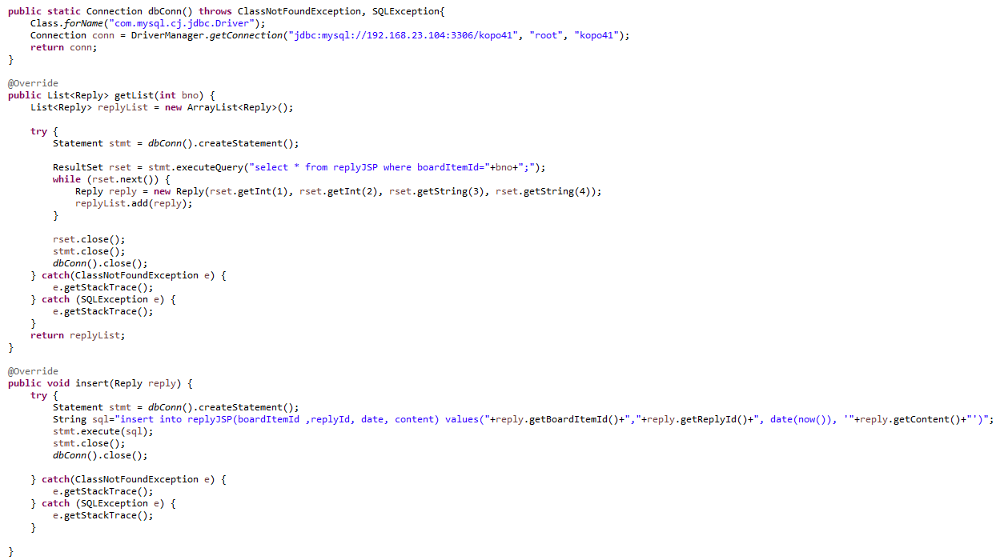 public static Connection dbConn() throws ClassNotFoundException, SQLException{
    Class.forName("com.mysql.cj.jdbc.Driver");
    Connection conn = DriverManager.getConnection("jdbc:mysql://192.168.23.104:3306/kopo41", "root", "kopo41");
    return conn;
}

@Override
public List<Reply> getList(int bno) {
    List<Reply> replyList = new ArrayList<Reply>();

    try {
        Statement stmt = dbConn().createStatement();

        ResultSet rset = stmt.executeQuery("select * from replyJSP where boardItemId="+bno+";");
        while (rset.next()) {
            Reply reply = new Reply(rset.getInt(1), rset.getInt(2), rset.getString(3), rset.getString(4));
            replyList.add(reply);
        }

        rset.close();
        stmt.close();
        dbConn().close();
    } catch(ClassNotFoundException e) {
        e.getStackTrace();
    } catch (SQLException e) {
        e.getStackTrace();
    }
    return replyList;
}

@Override
public void insert(Reply reply) {
    try {
        Statement stmt = dbConn().createStatement();
        String sql="insert into replyJSP(boardItemId ,replyId, date, content) values("+reply.getBoardItemId()+","+reply.getReplyId()+", date(now()), '"+reply.getContent()+"')";
        stmt.execute(sql);
        stmt.close();
        dbConn().close();

    } catch(ClassNotFoundException e) {
        e.getStackTrace();
    } catch (SQLException e) {
        e.getStackTrace();
    }

}